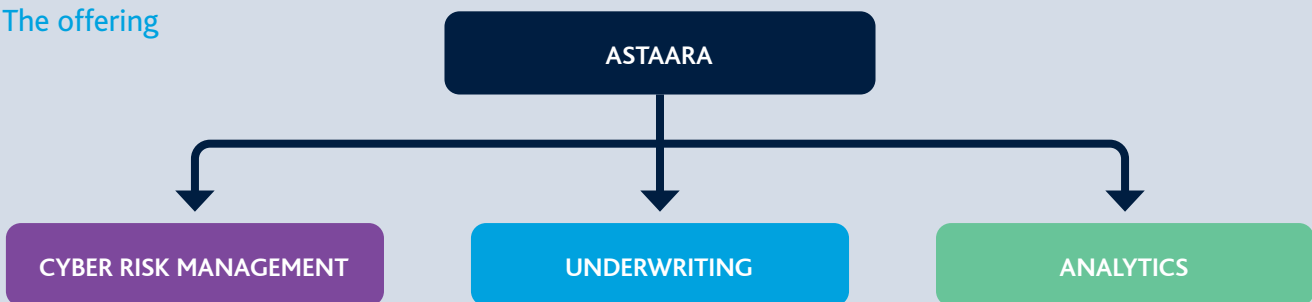 The offering
ASTAARA
CYBER RISK MANAGEMENT
UNDERWRITING
ANALYTICS